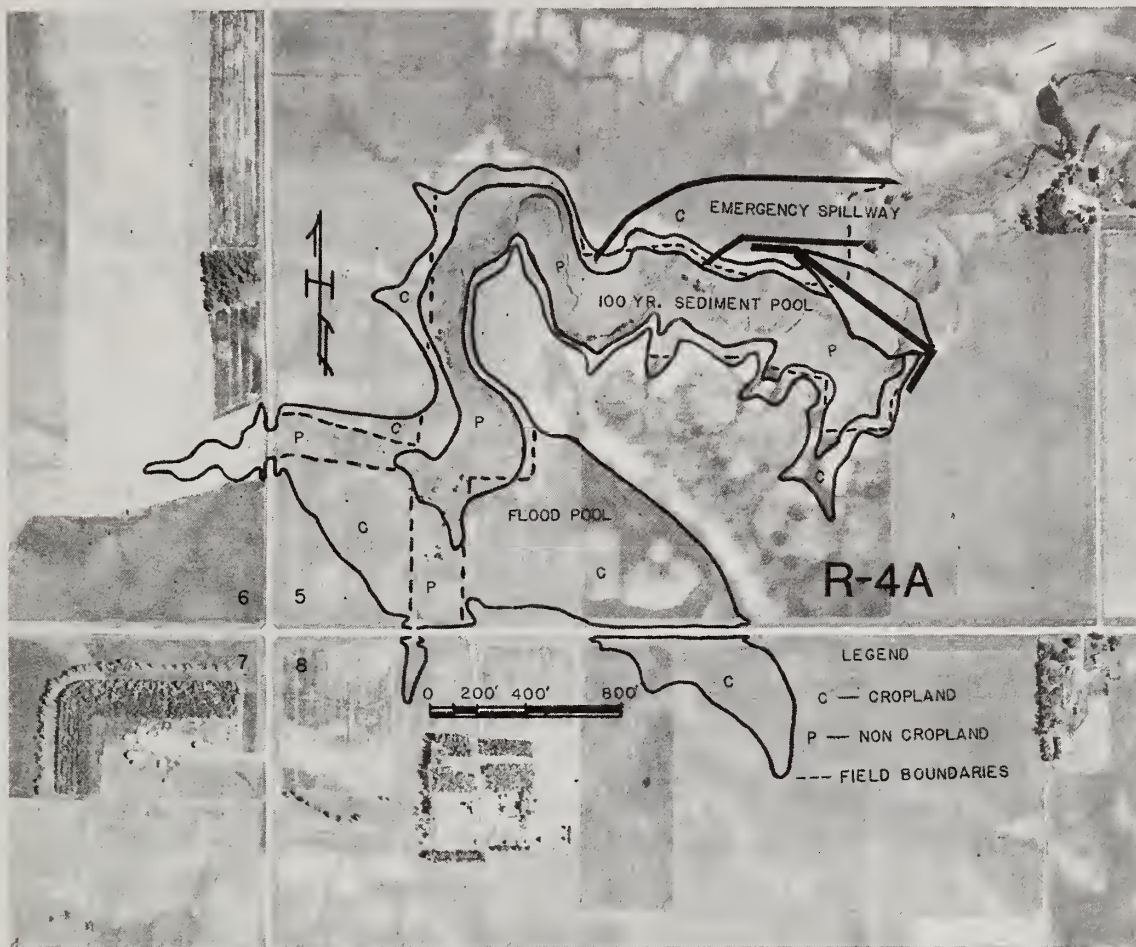 C EMERGENCY SPILLWAY
P
C
100 YR. SEDIMENT POOL
P
C
P
P
C
FLOOD POOL
C
C
P
R-4A
6 5
7 8
LEGEND
C
0 200' 400' 800'
C — CROPLAND
P — NON CROPLAND
--- FIELD BOUNDARIES